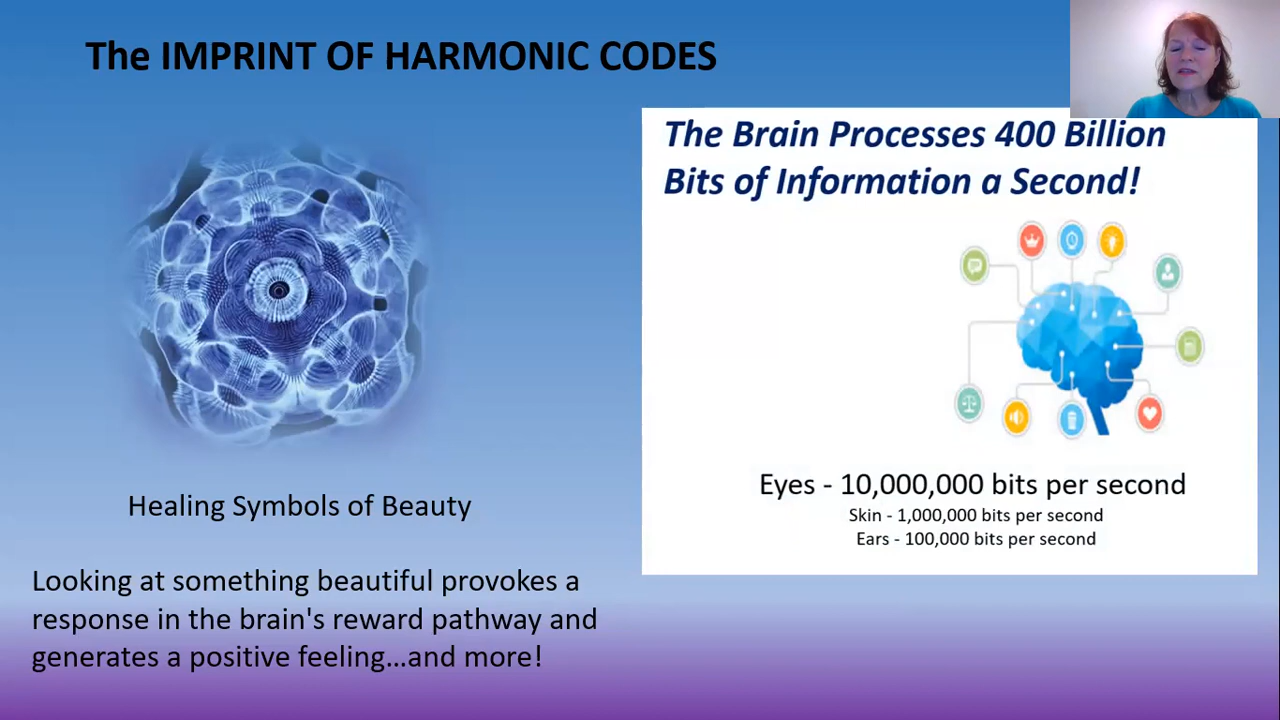 The IMPRINT OF HARMONIC CODES
The Brain Processes 400 Billion
Bits of Information a Second!
Eyes - 10,000,000 bits per second
Skin - 1,000,000 bits per second
Ears - 100,000 bits per second
Healing Symbols of Beauty
Looking at something beautiful provokes a
response in the brain's reward pathway and
generates a positive feeling…and more!